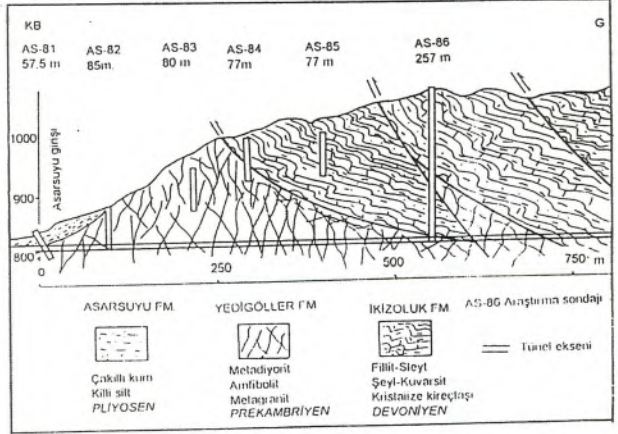 KB
G
AS-81
57.5 m
AS-82
85m.
AS-83
80 m
AS-84
77m
AS-85
77 m
AS-86
257 m
Asarsuyu girişi
1000
900
800
0
250
500
750
m
ASARSUYU FM.
Çakıllı kum
Killi silt
PLİYOSEN
YEDİGÖLLER FM
Metadiyorit
Amfibolit
Metagranit
PREKAMBRİYEN
İKİZOLUK FM.
Fillit-Sleyt
Şeyl-Kuvarsit
Kristalize kireçtaşı
DEVONİYEN
AS-86 Araştırma sondajı
Tünel ekseni